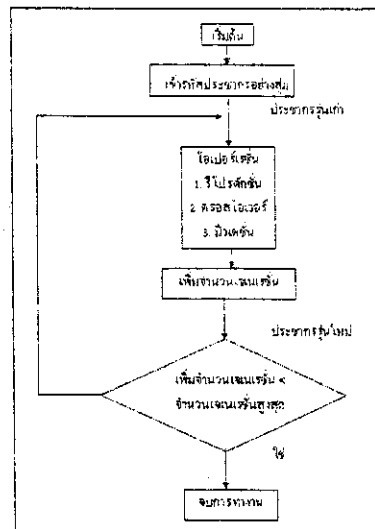 เริ่มต้น
เข้ารหัสประชากรอย่างสุ่ม
ประชากรรุ่นเก่า
โอเปอร์เรชั่น
1. รีโปรดักชั่น
2. ครอสโอเวอร์
3. มิวเตชั่น
เพิ่มจำนวนเจนเนเรชั่น
ประชากรรุ่นใหม่
เพิ่มจำนวนเจนเนเรชั่น <
จำนวนเจนเนเรชั่นสูงสุด
ใช่
จบการทำงาน